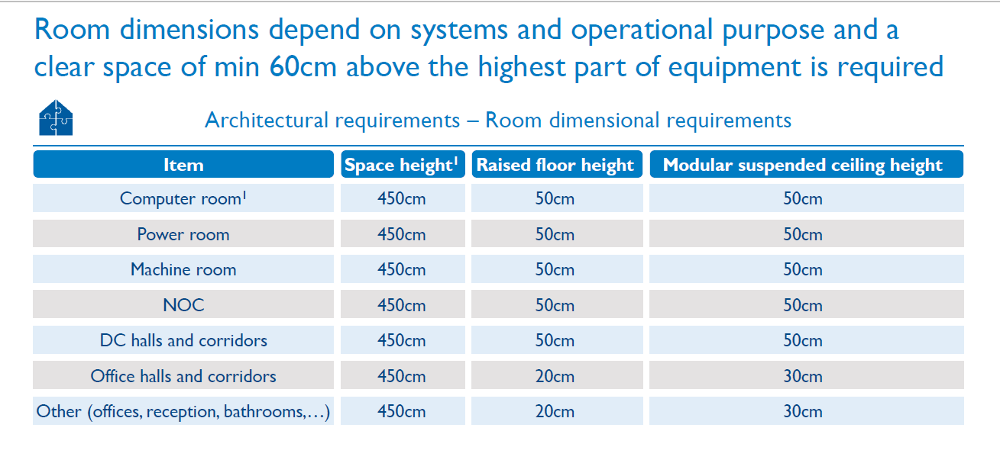 Room dimensions depend on systems and operational purpose and a
clear space of min 60cm above the highest part of equipment is required
Architectural requirements – Room dimensional requirements
Item Space height¹ Raised floor height Modular suspended ceiling height
Computer room¹ 450cm 50cm 50cm
Power room 450cm 50cm 50cm
Machine room 450cm 50cm 50cm
NOC 450cm 50cm 50cm
DC halls and corridors 450cm 50cm 50cm
Office halls and corridors 450cm 20cm 30cm
Other (offices, reception, bathrooms,…) 450cm 20cm 30cm